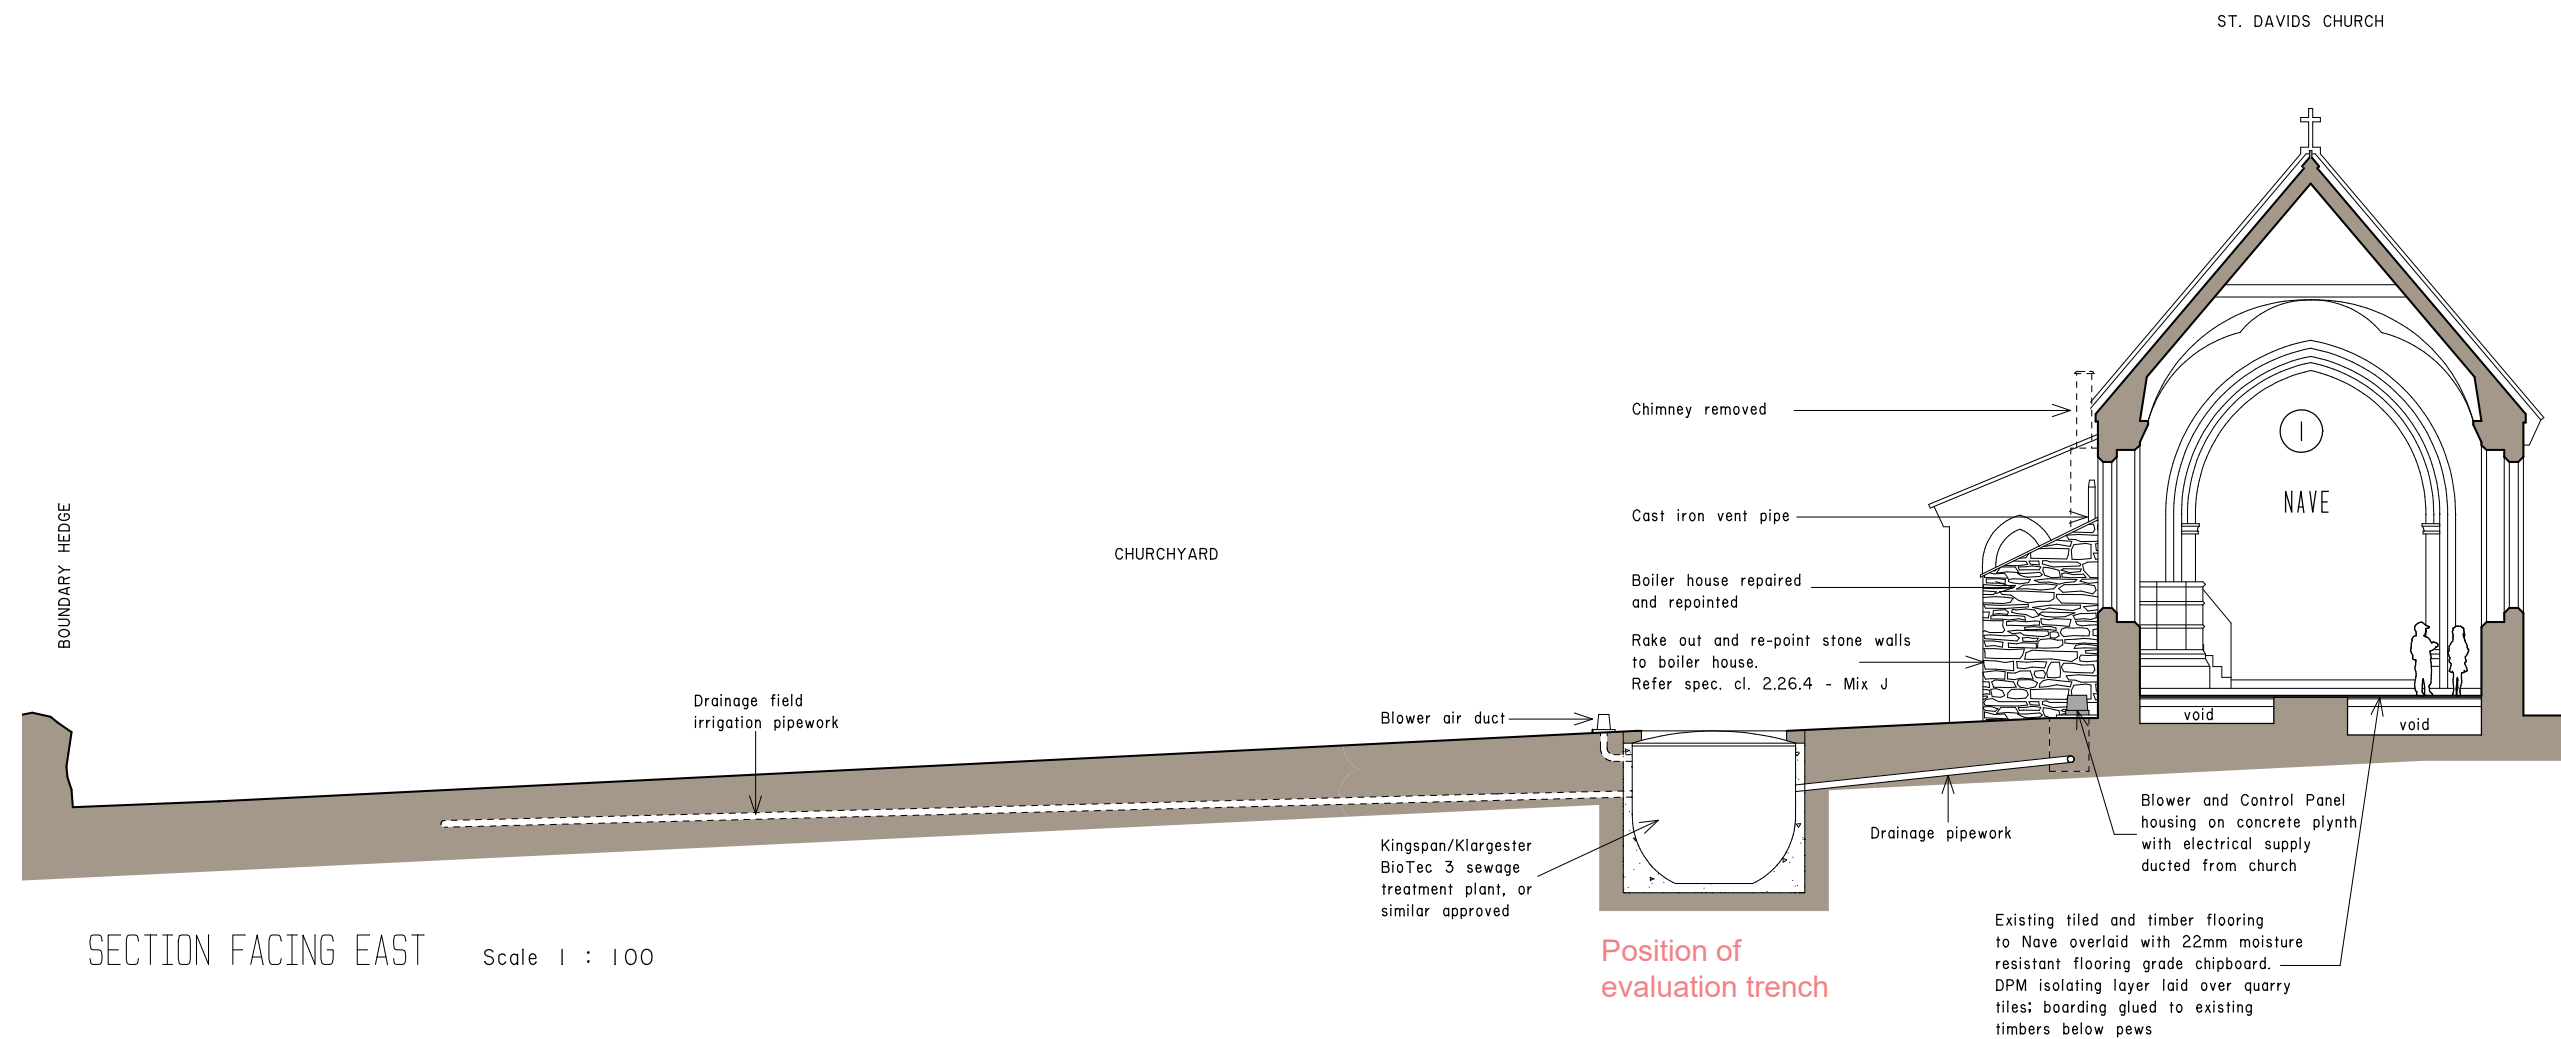 ST. DAVIDS CHURCH
Chimney removed
NAVE
1
Cast iron vent pipe
BOUNDARY HEDGE
CHURCHYARD
Boiler house repaired
and repointed
Rake out and re-point stone walls
to boiler house.
Refer spec. cl. 2.26.4 - Mix J
Drainage field
irrigation pipework
Blower air duct
void
void
Kingspan/Klargester
BioTec 3 sewage
treatment plant, or
similar approved
Drainage pipework
Blower and Control Panel
housing on concrete plynth
with electrical supply
ducted from church
SECTION FACING EAST
Scale 1 : 100
Position of
evaluation trench
Existing tiled and timber flooring
to Nave overlaid with 22mm moisture
resistant flooring grade chipboard.
DPM isolating layer laid over quarry
tiles; boarding glued to existing
timbers below pews